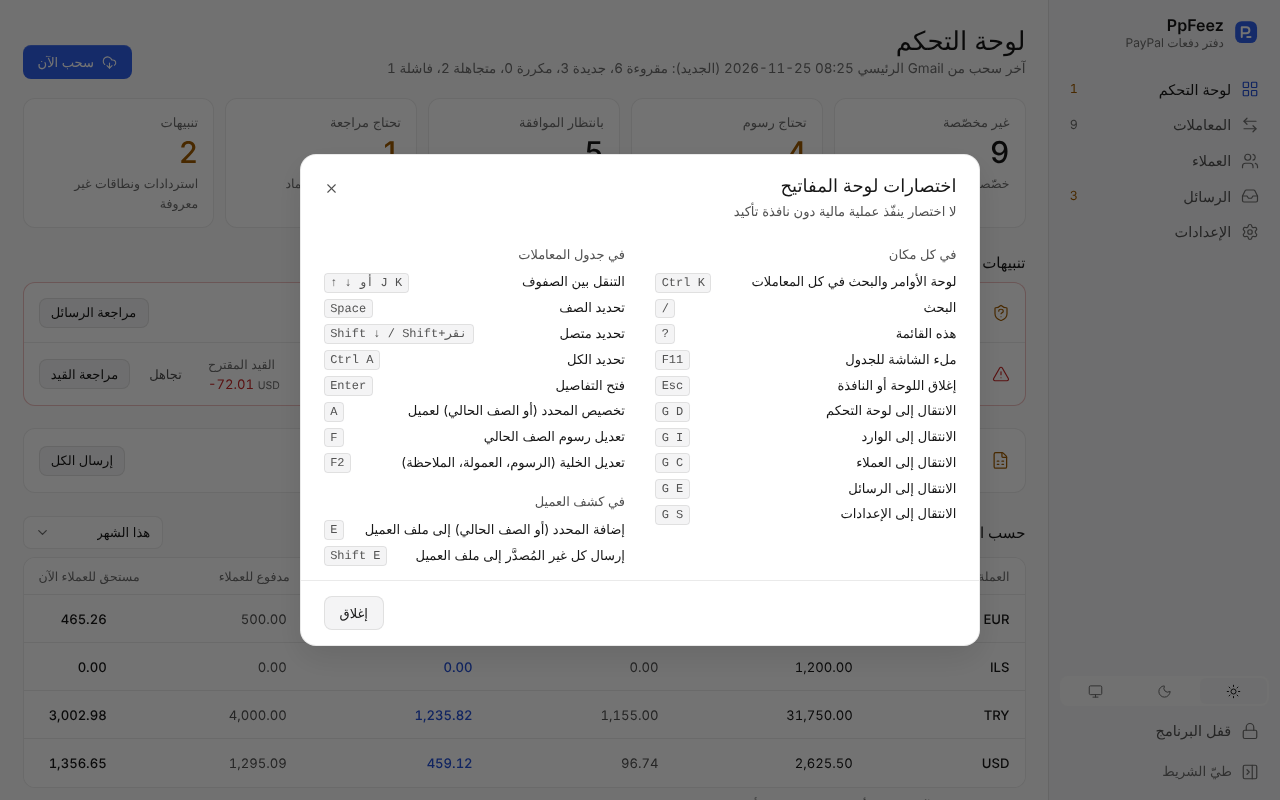 PpFeez
دفتر دفعات PayPal
لوحة التحكم 1
المعاملات 9
العملاء
الرسائل 3
الإعدادات
قفل البرنامج
طيّ الشريط
لوحة التحكم
آخر سحب من Gmail الرئيسي 2026-11-25 08:25 (الجديد): مقروءة 6، جديدة 3، مكررة 0، متجاهلة 2، فاشلة 1
سحب الآن
غير مخصّصة
9
تحتاج رسوم
4
بانتظار الموافقة
5
تحتاج مراجعة
1
تنبيهات
2
استردادات ونطاقات غير
معروفة
تنبيهات
مراجعة الرسائل
القيد المقترح
-72.01 USD
تجاهل
مراجعة القيد
إرسال الكل
حسب
هذا الشهر
مدفوع للعملاء
مستحق للعملاء الآن
EUR 500.00 465.26
ILS 1,200.00 0.00 0.00 0.00 0.00
TRY 31,750.00 1,155.00 1,235.82 4,000.00 3,002.98
USD 2,625.50 96.74 459.12 1,295.09 1,356.65
اختصارات لوحة المفاتيح
لا اختصار ينفّذ عملية مالية دون نافذة تأكيد
في كل مكان
لوحة الأوامر والبحث في كل المعاملات Ctrl K
البحث /
هذه القائمة ?
ملء الشاشة للجدول F11
إغلاق اللوحة أو النافذة Esc
الانتقال إلى لوحة التحكم G D
الانتقال إلى الوارد G I
الانتقال إلى العملاء G C
الانتقال إلى الرسائل G E
الانتقال إلى الإعدادات G S
في جدول المعاملات
التنقل بين الصفوف ↑ ↓ أو J K
تحديد الصف Space
تحديد متصل Shift ↓ / Shift+نقر
تحديد الكل Ctrl A
فتح التفاصيل Enter
تخصيص المحدد (أو الصف الحالي) لعميل A
تعديل رسوم الصف الحالي F
تعديل الخلية (الرسوم، العمولة، الملاحظة) F2
في كشف العميل
إضافة المحدد (أو الصف الحالي) إلى ملف العميل E
إرسال كل غير المُصدَّر إلى ملف العميل Shift E
إغلاق